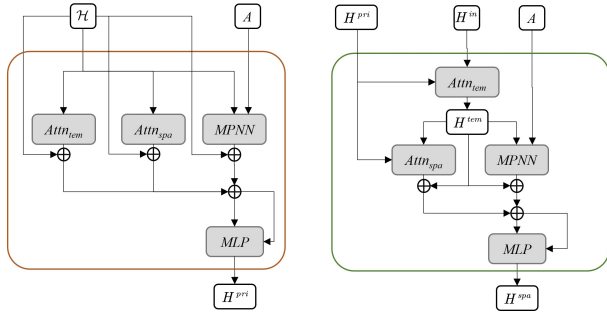 𝓗 A
Attn_tem Attn_spa MPNN
MLP
H^pri
H^pri H^in A
Attn_tem
H^tem
Attn_spa MPNN
MLP
H^spa